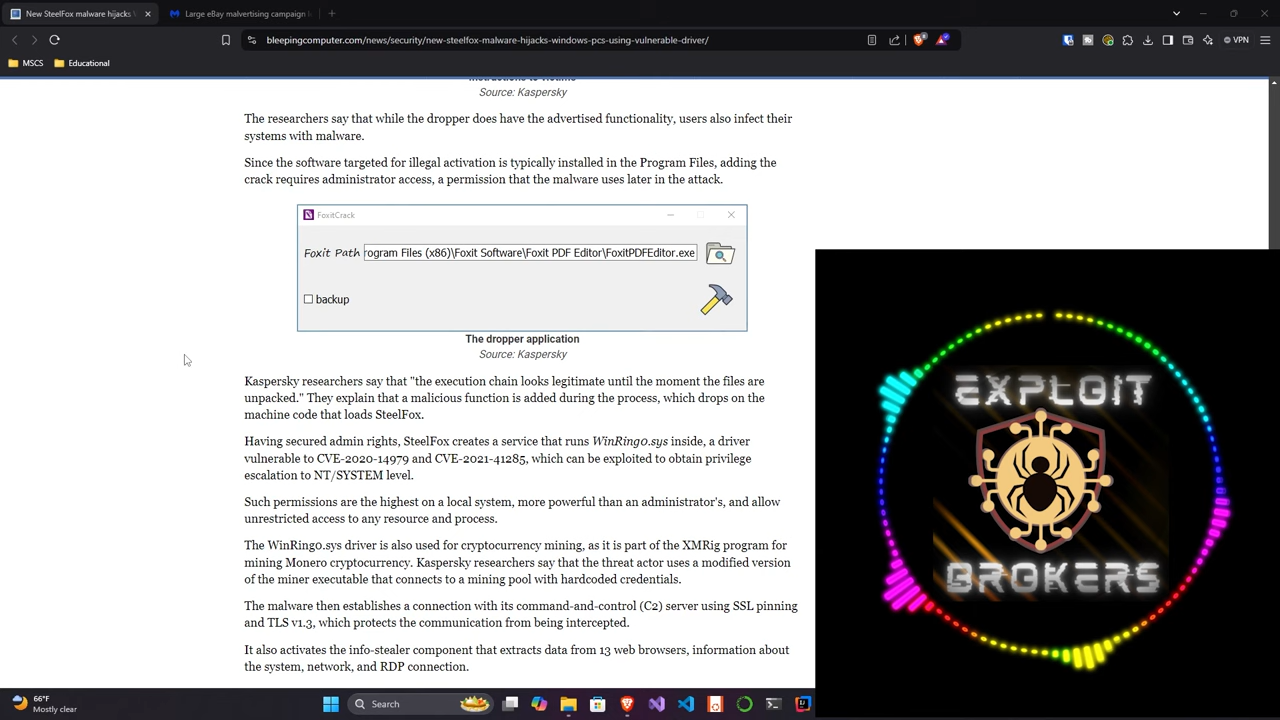 New SteelFox malware hijacks
Large eBay malvertising campaign
bleepingcomputer.com/news/security/new-steelfox-malware-hijacks-windows-pcs-using-vulnerable-driver/
VPN
MSCS
Educational
Source: Kaspersky
The researchers say that while the dropper does have the advertised functionality, users also infect their
systems with malware.
Since the software targeted for illegal activation is typically installed in the Program Files, adding the
crack requires administrator access, a permission that the malware uses later in the attack.
FoxitCrack
Foxit Path
rogram Files (x86)\Foxit Software\Foxit PDF Editor\FoxitPDFEditor.exe
backup
The dropper application
Source: Kaspersky
Kaspersky researchers say that "the execution chain looks legitimate until the moment the files are
unpacked." They explain that a malicious function is added during the process, which drops on the
machine code that loads SteelFox.
Having secured admin rights, SteelFox creates a service that runs WinRing0.sys inside, a driver
vulnerable to CVE-2020-14979 and CVE-2021-41285, which can be exploited to obtain privilege
escalation to NT/SYSTEM level.
Such permissions are the highest on a local system, more powerful than an administrator's, and allow
unrestricted access to any resource and process.
The WinRing0.sys driver is also used for cryptocurrency mining, as it is part of the XMRig program for
mining Monero cryptocurrency. Kaspersky researchers say that the threat actor uses a modified version
of the miner executable that connects to a mining pool with hardcoded credentials.
The malware then establishes a connection with its command-and-control (C2) server using SSL pinning
and TLS v1.3, which protects the communication from being intercepted.
It also activates the info-stealer component that extracts data from 13 web browsers, information about
the system, network, and RDP connection.
EXPLOIT
BROKERS
66°F
Mostly clear
Search